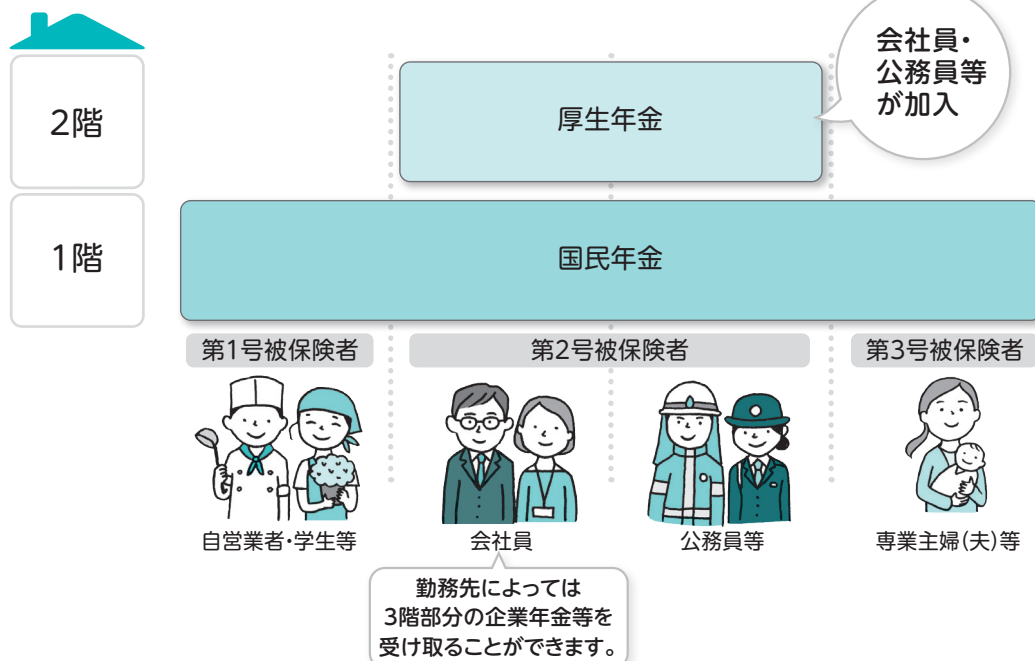 2階
厚生年金
会社員・
公務員等
が加入
1階
国民年金
第1号被保険者
第2号被保険者
第3号被保険者
自営業者・学生等
会社員
公務員等
専業主婦(夫)等
勤務先によっては
3階部分の企業年金等を
受け取ることができます。